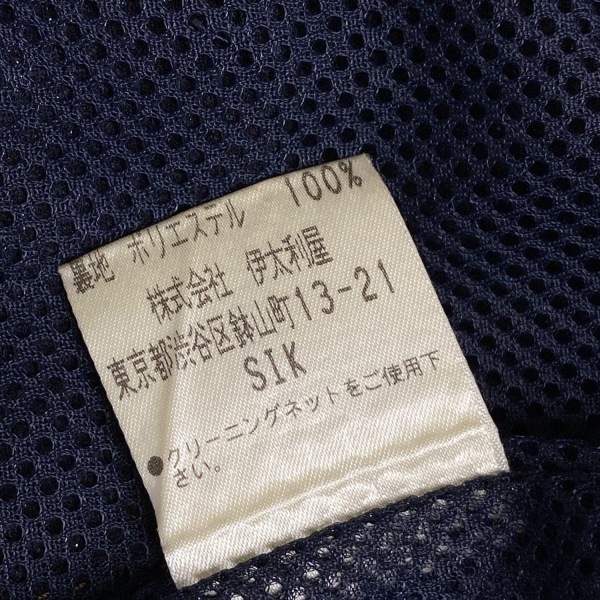 裏地 ポリエステル 100%
株式会社 伊太利屋
東京都渋谷区鉢山町13-21
SIK
●クリーニングネットをご使用下
さい。